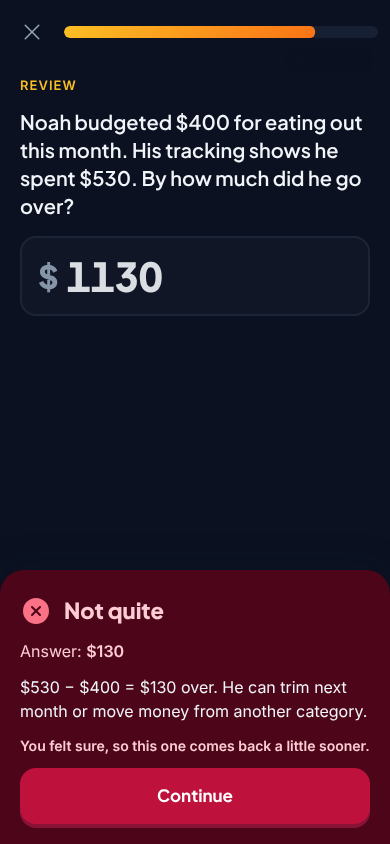 REVIEW
Noah budgeted $400 for eating out
this month. His tracking shows he
spent $530. By how much did he go
over?
$ 1130
Not quite
Answer: $130
$530 − $400 = $130 over. He can trim next
month or move money from another category.
You felt sure, so this one comes back a little sooner.
Continue